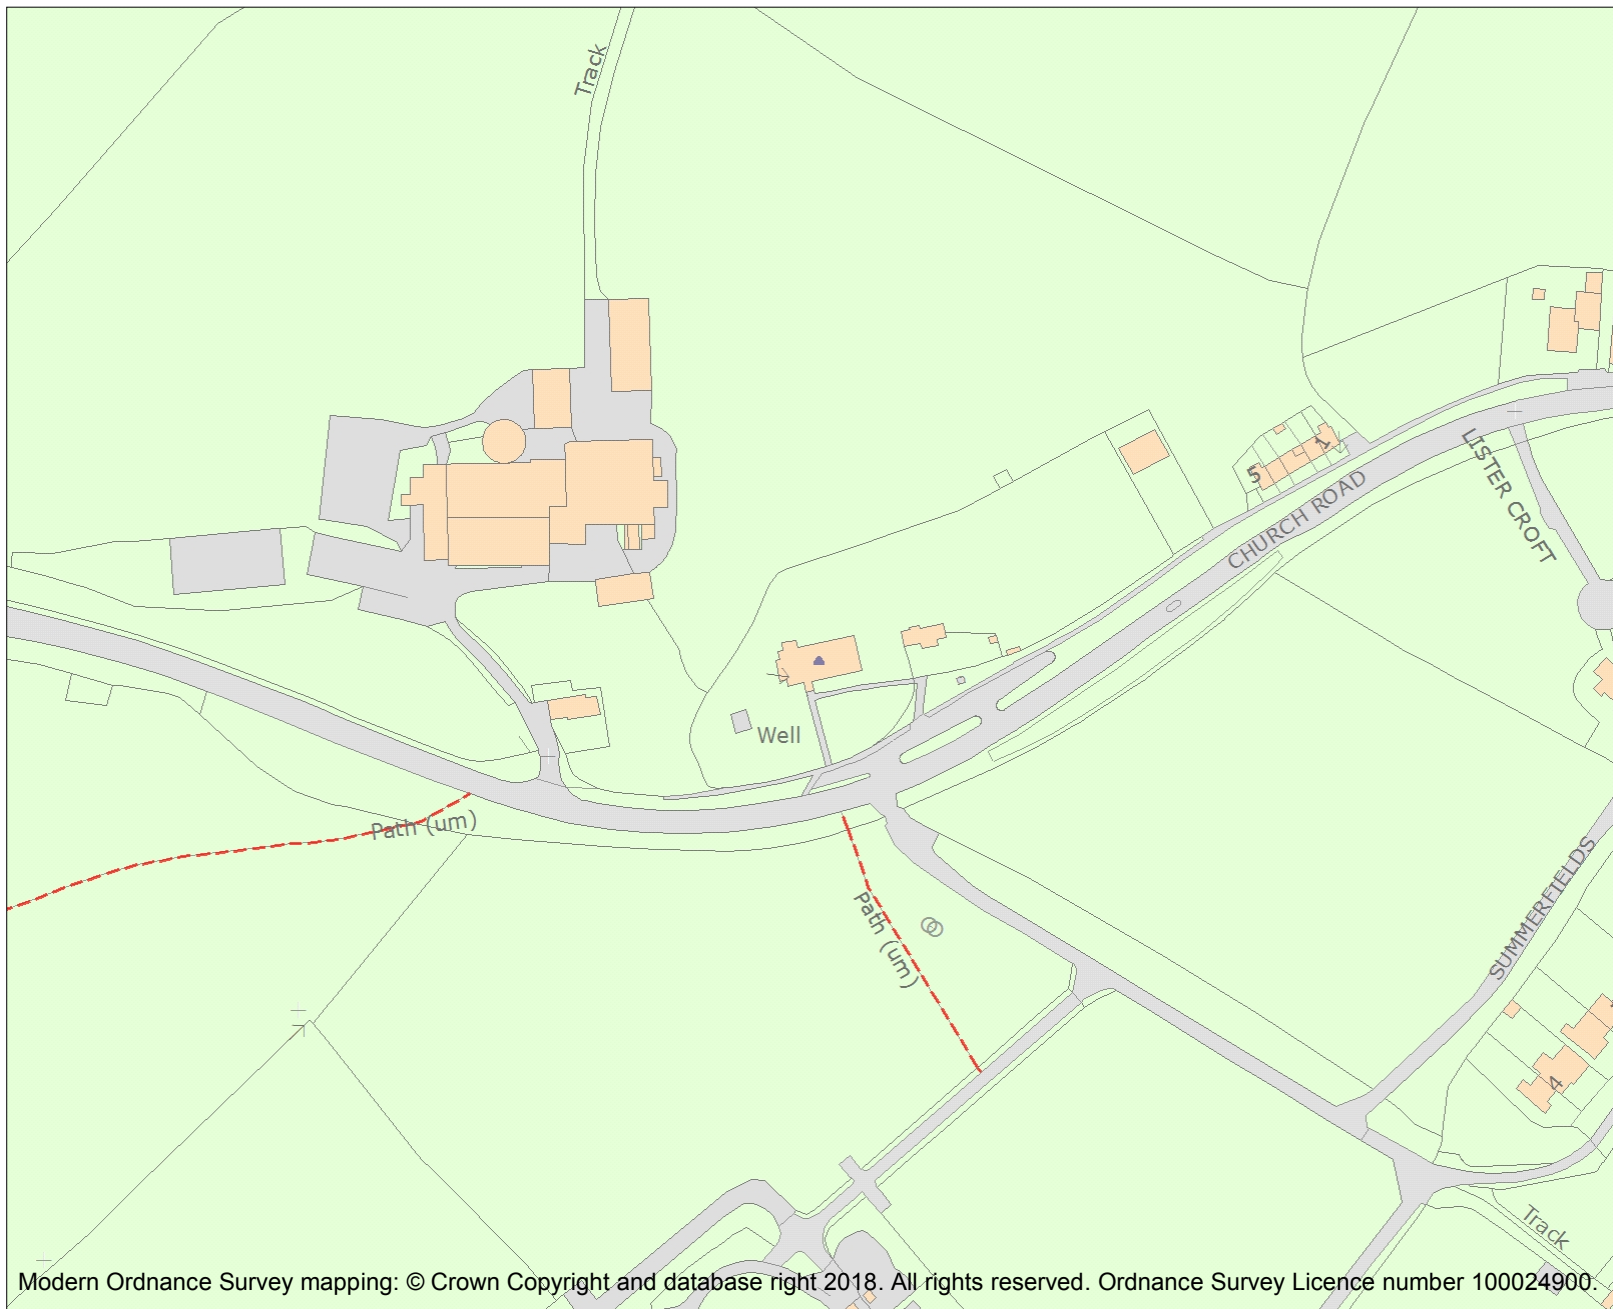 Track
1
5
CHURCH ROAD
LISTER CROFT
Well
Path (um)
Path (um)
SUMMERFIELDS
4
Track
Modern Ordnance Survey mapping: © Crown Copyright and database right 2018. All rights reserved. Ordnance Survey Licence number 100024900.